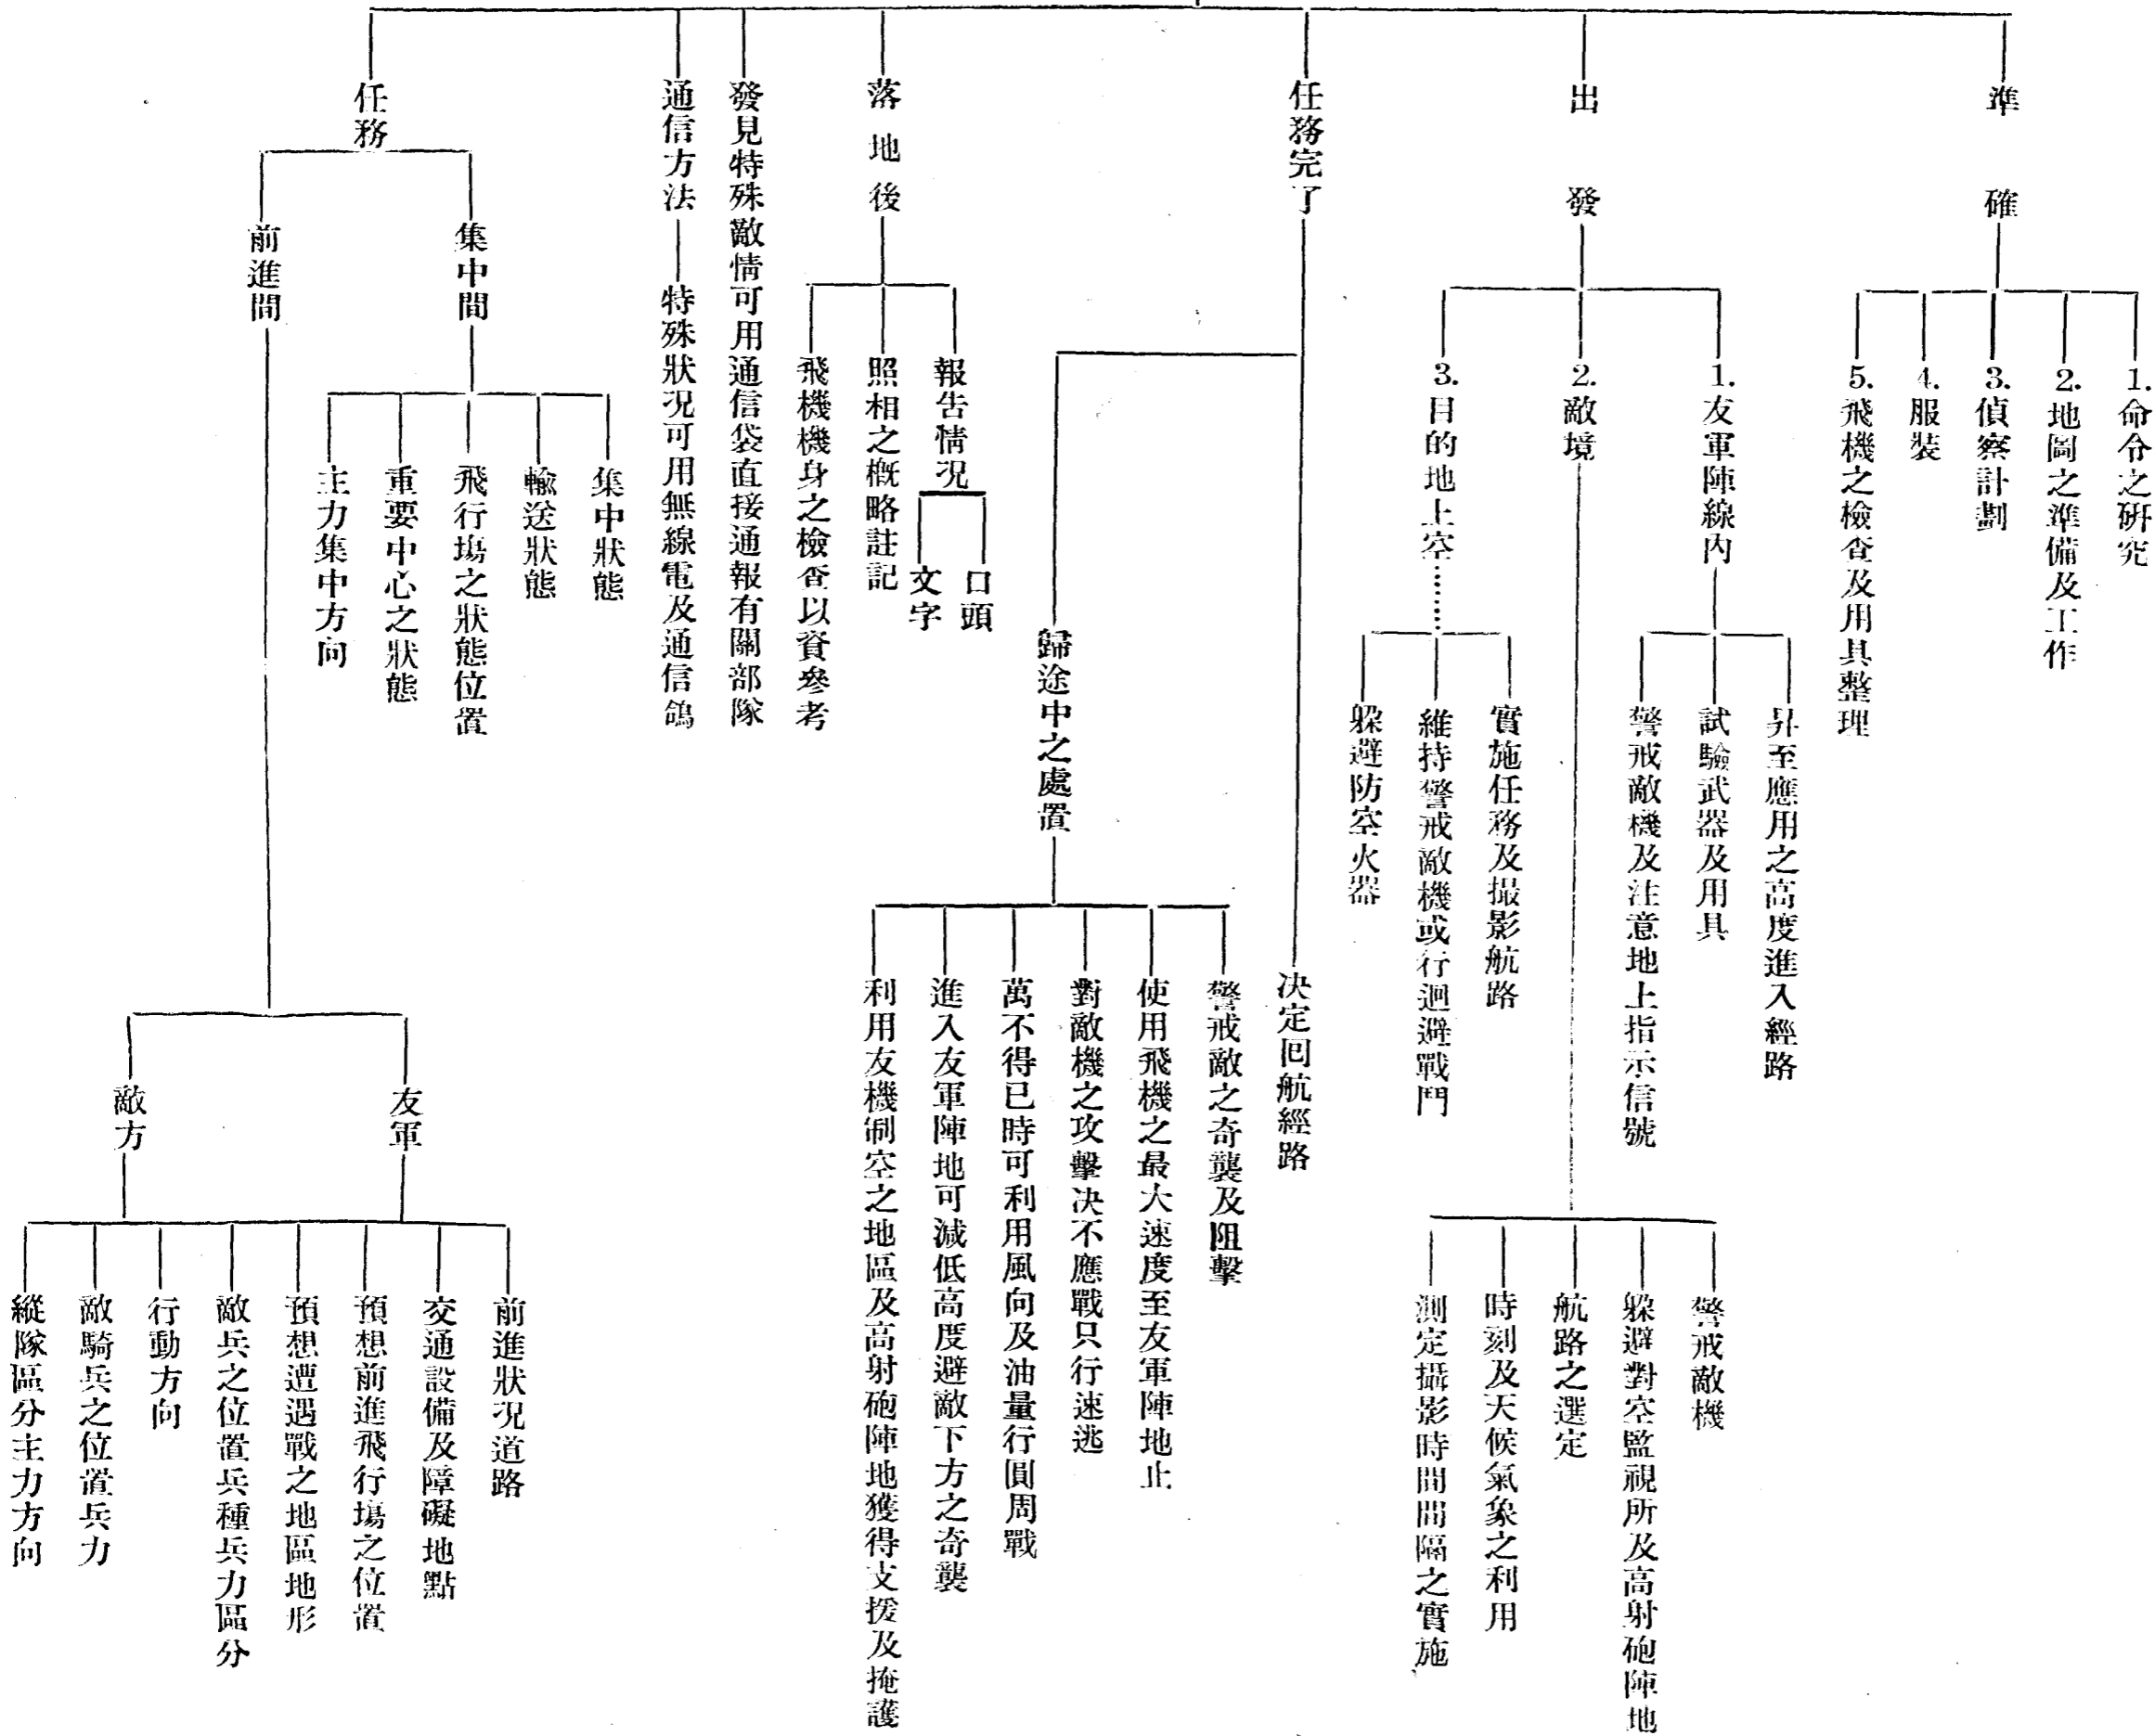 準確
1. 命令之研究
2. 地圖之準備及工作
3. 偵察計劃
4. 服裝
5. 飛機之檢查及用具整理
出發
1. 友軍陣線內
昇至應用之高度進入經路
試驗武器及用具
警戒敵機及注意地上指示信號
2. 敵境
警戒敵機
躲避對空監視所及高射砲陣地
航路之選定
時刻及天候氣象之利用
測定攝影時間間隔之實施
3. 目的地上空………
實施任務及撮影航路
維持警戒敵機或行迴避戰鬥
躲避防空火器
任務完了
決定回航經路
歸途中之處置
警戒敵之奇襲及阻擊
使用飛機之最大速度至友軍陣地止
對敵機之攻擊決不應戰只行速逃
萬不得已時可利用風向及油量行圓周戰
進入友軍陣地可減低高度避敵下方之奇襲
利用友機制空之地區及高射砲陣地獲得支援及掩護
落地後
報告情況
口頭
文字
照相之概略註記
飛機機身之檢查以資參考
發見特殊敵情可用通信袋直接通報有關部隊
通信方法
特殊狀況可用無線電及通信鴿
任務
集中間
集中狀態
輸送狀態
飛行場之狀態位置
重要中心之狀態
主力集中方向
前進間
友軍
敵方
前進狀況道路
交通設備及障礙地點
預想前進飛行場之位置
預想遭遇戰之地區地形
敵兵之位置兵種兵力區分
行動方向
敵騎兵之位置兵力
縱隊區分主力方向